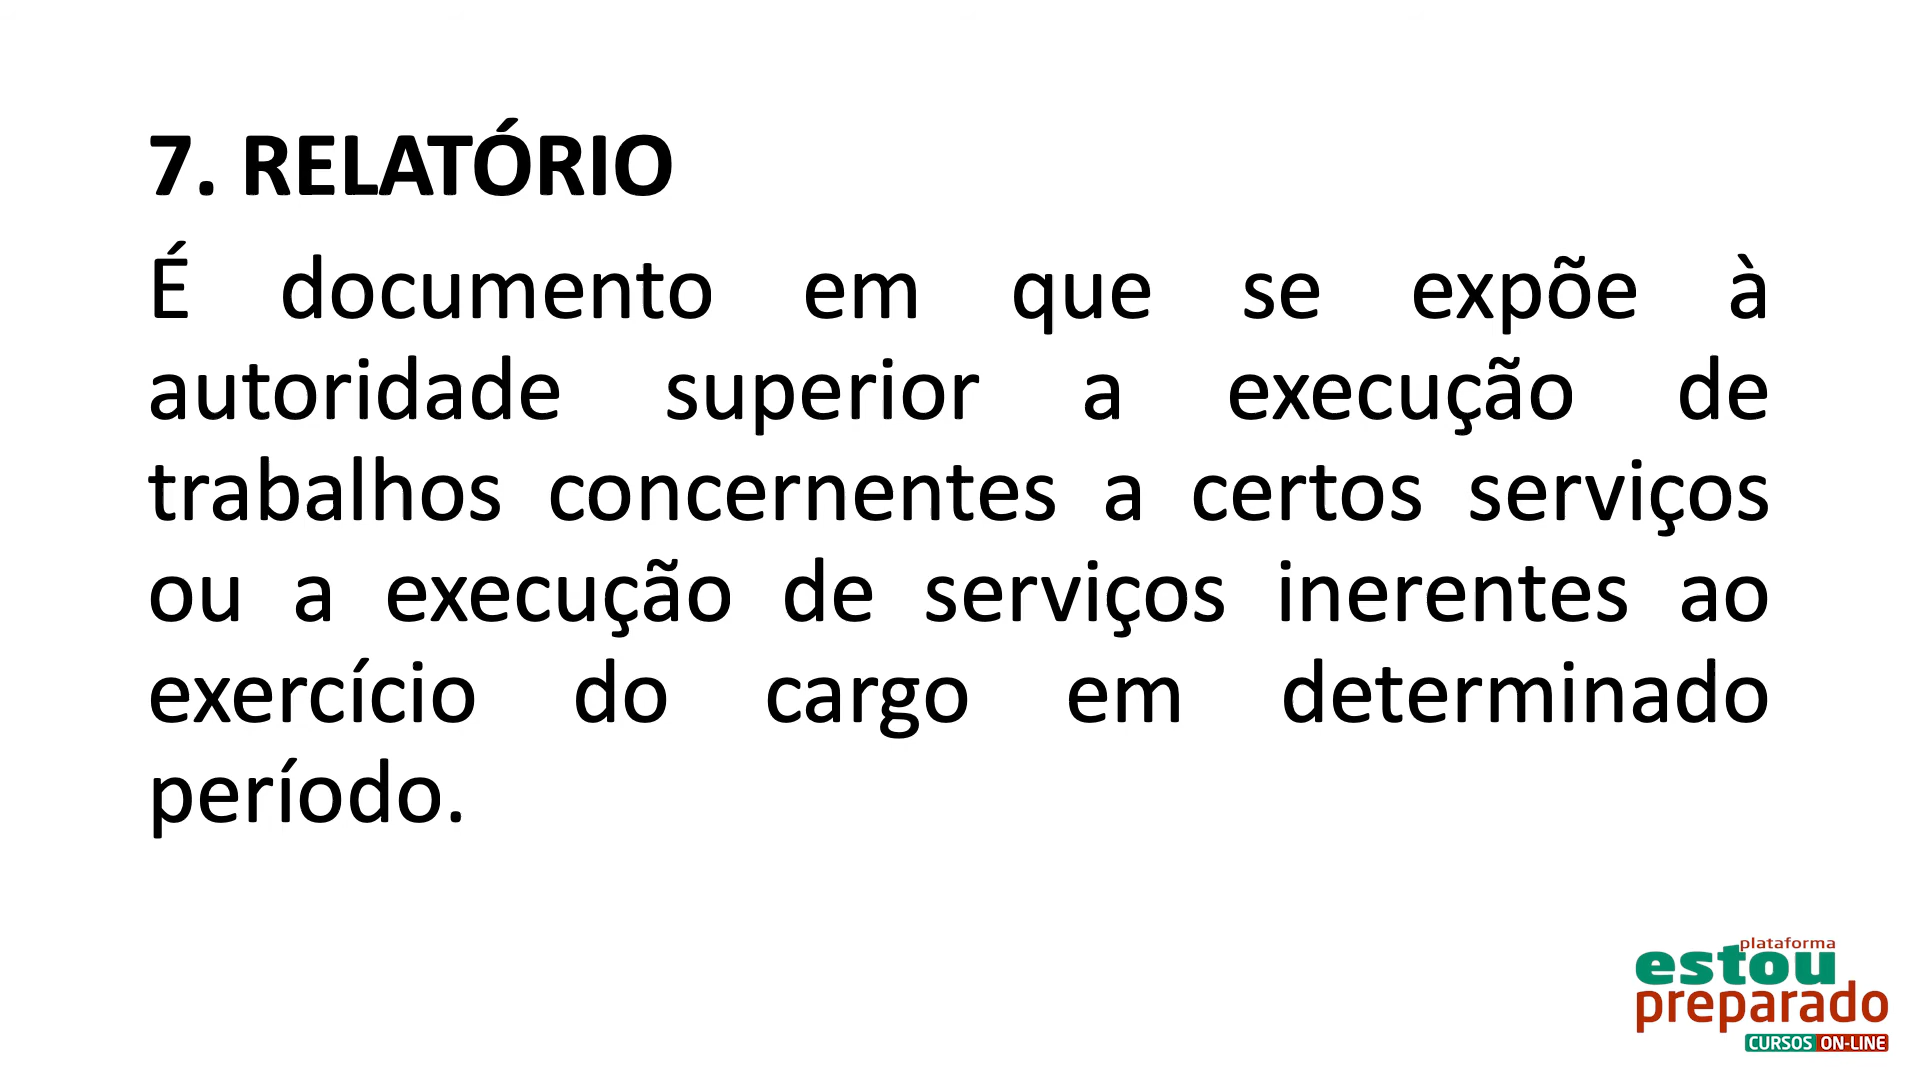 7. RELATÓRIO
É documento em que se expõe à
autoridade superior a execução de
trabalhos concernentes a certos serviços
ou a execução de serviços inerentes ao
exercício do cargo em determinado
período.
plataforma
estou
preparado
CURSOS ON-LINE